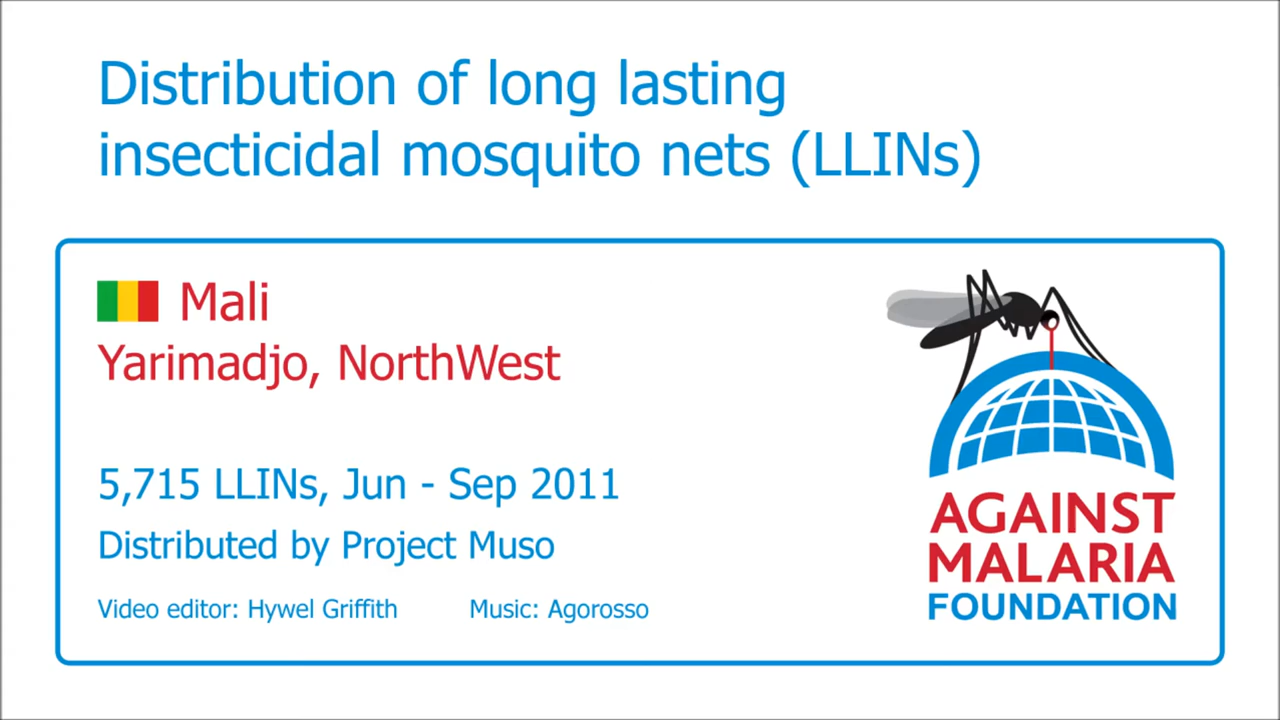 Distribution of long lasting
insecticidal mosquito nets (LLINs)
Mali
Yarimadjo, NorthWest
5,715 LLINs, Jun - Sep 2011
Distributed by Project Muso
Video editor: Hywel Griffith
Music: Agorosso
AGAINST
MALARIA
FOUNDATION